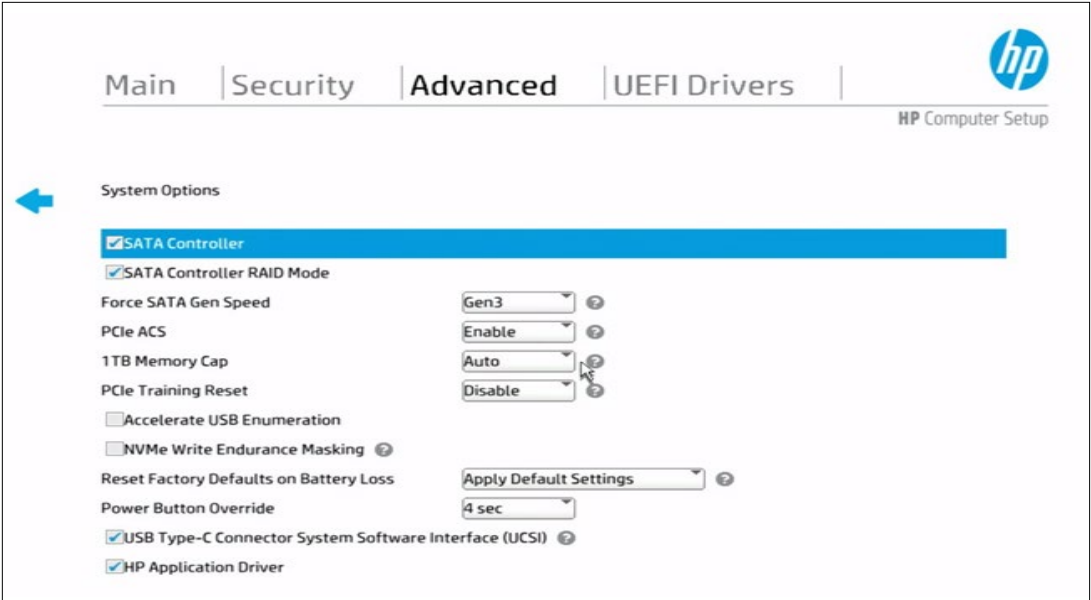 hp
Main Security Advanced UEFI Drivers
HP Computer Setup
System Options
SATA Controller
SATA Controller RAID Mode
Force SATA Gen Speed Gen3 ?
PCIe ACS Enable ?
1TB Memory Cap Auto ?
PCIe Training Reset Disable ?
Accelerate USB Enumeration
NVMe Write Endurance Masking ?
Reset Factory Defaults on Battery Loss Apply Default Settings ?
Power Button Override 4 sec
USB Type-C Connector System Software Interface (UCSI) ?
HP Application Driver